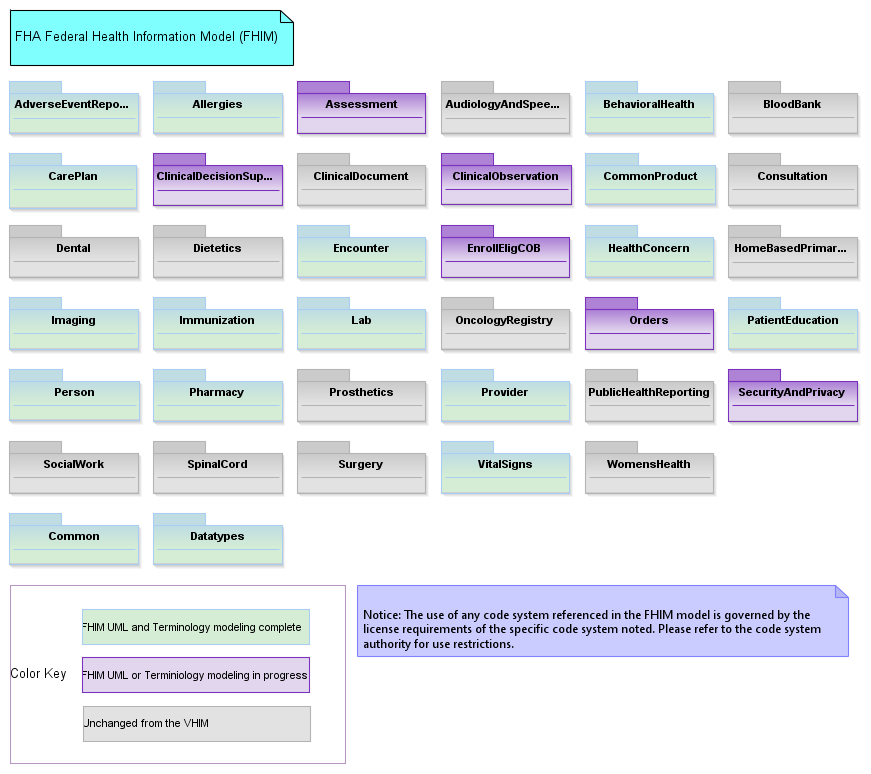 FHA Federal Health Information Model (FHIM)
AdverseEventRepo...
Allergies
Assessment
AudiologyAndSpee...
BehavioralHealth
BloodBank
CarePlan
ClinicalDecisionSup...
ClinicalDocument
ClinicalObservation
CommonProduct
Consultation
Dental
Dietetics
Encounter
EnrollEligCOB
HealthConcern
HomeBasedPrimar...
Imaging
Immunization
Lab
OncologyRegistry
Orders
PatientEducation
Person
Pharmacy
Prosthetics
Provider
PublicHealthReporting
SecurityAndPrivacy
SocialWork
SpinalCord
Surgery
VitalSigns
WomensHealth
Common
Datatypes
Color Key
FHIM UML and Terminology modeling complete
FHIM UML or Terminiology modeling in progress
Unchanged from the VHIM
Notice: The use of any code system referenced in the FHIM model is governed by the
license requirements of the specific code system noted. Please refer to the code system
authority for use restrictions.